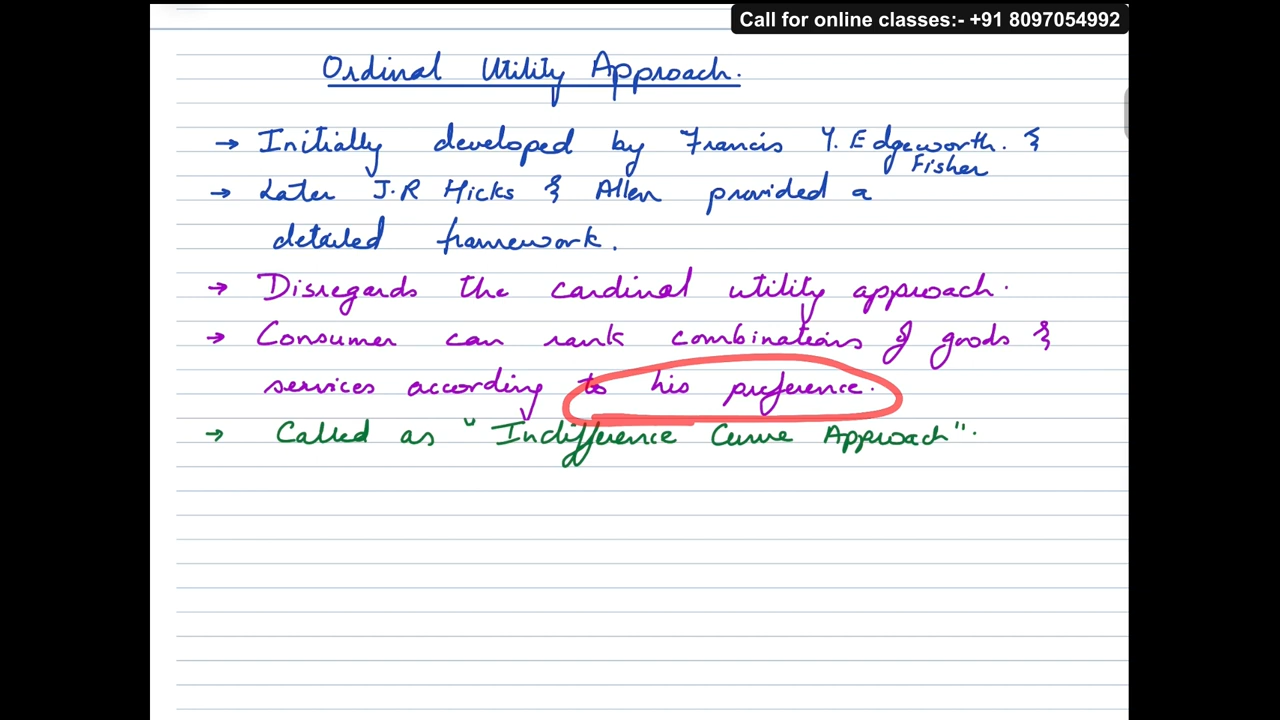 Call for online classes:- +91 8097054992
Ordinal Utility Approach.
→ Initially developed by Francis Y. Edgeworth. &
Fisher
→ Later J.R Hicks & Allen provided a
detailed framework.
→ Disregards the cardinal utility approach.
→ Consumer can rank combinations of goods &
services according to his preference.
→ Called as "Indifference Curve Approach".